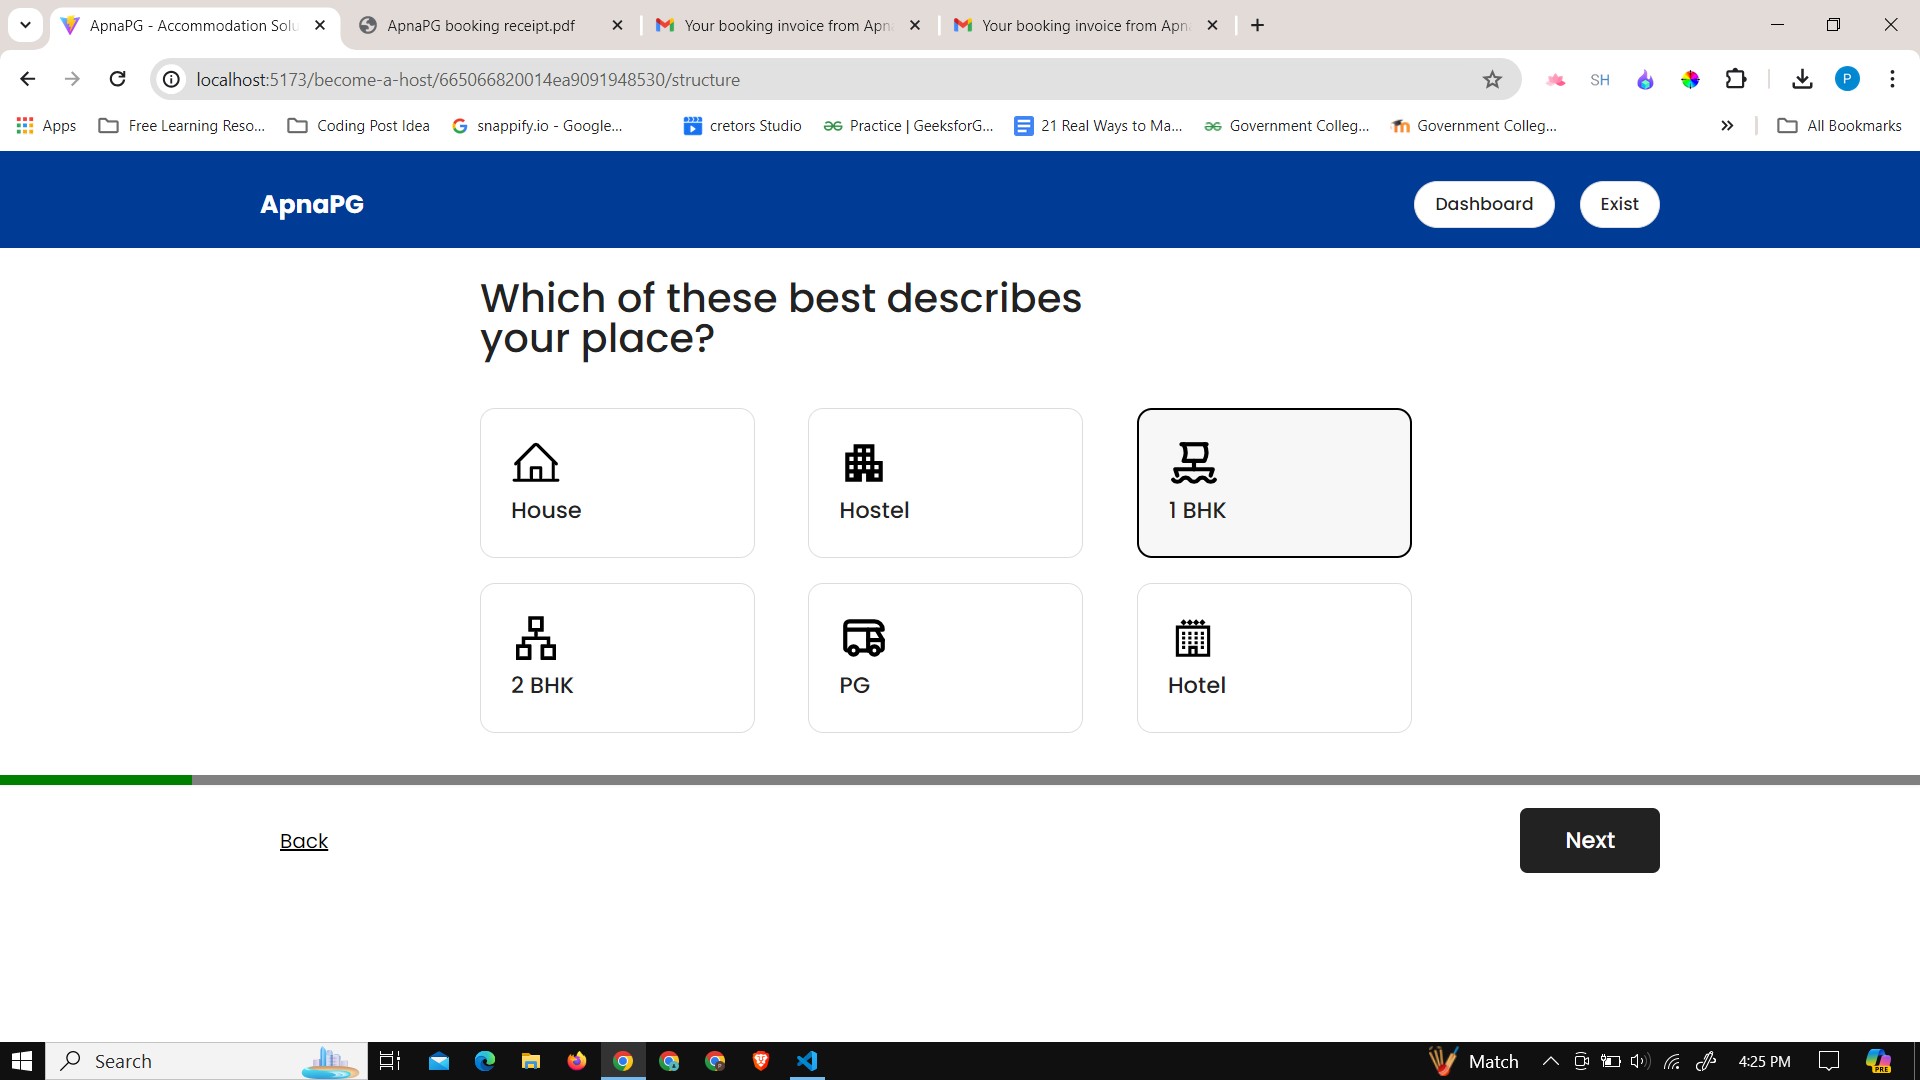 ApnaPG - Accommodation Solu
ApnaPG booking receipt.pdf
Your booking invoice from Apna
Your booking invoice from Apna
localhost:5173/become-a-host/665066820014ea9091948530/structure
SH
P
Apps
Free Learning Reso...
Coding Post Idea
snappify.io - Google...
cretors Studio
Practice | GeeksforG...
21 Real Ways to Ma...
Government Colleg...
Government Colleg...
All Bookmarks
ApnaPG
Dashboard
Exist
Which of these best describes
your place?
House
Hostel
1 BHK
2 BHK
PG
Hotel
Back
Next
Search
Match
4:25 PM
PRE